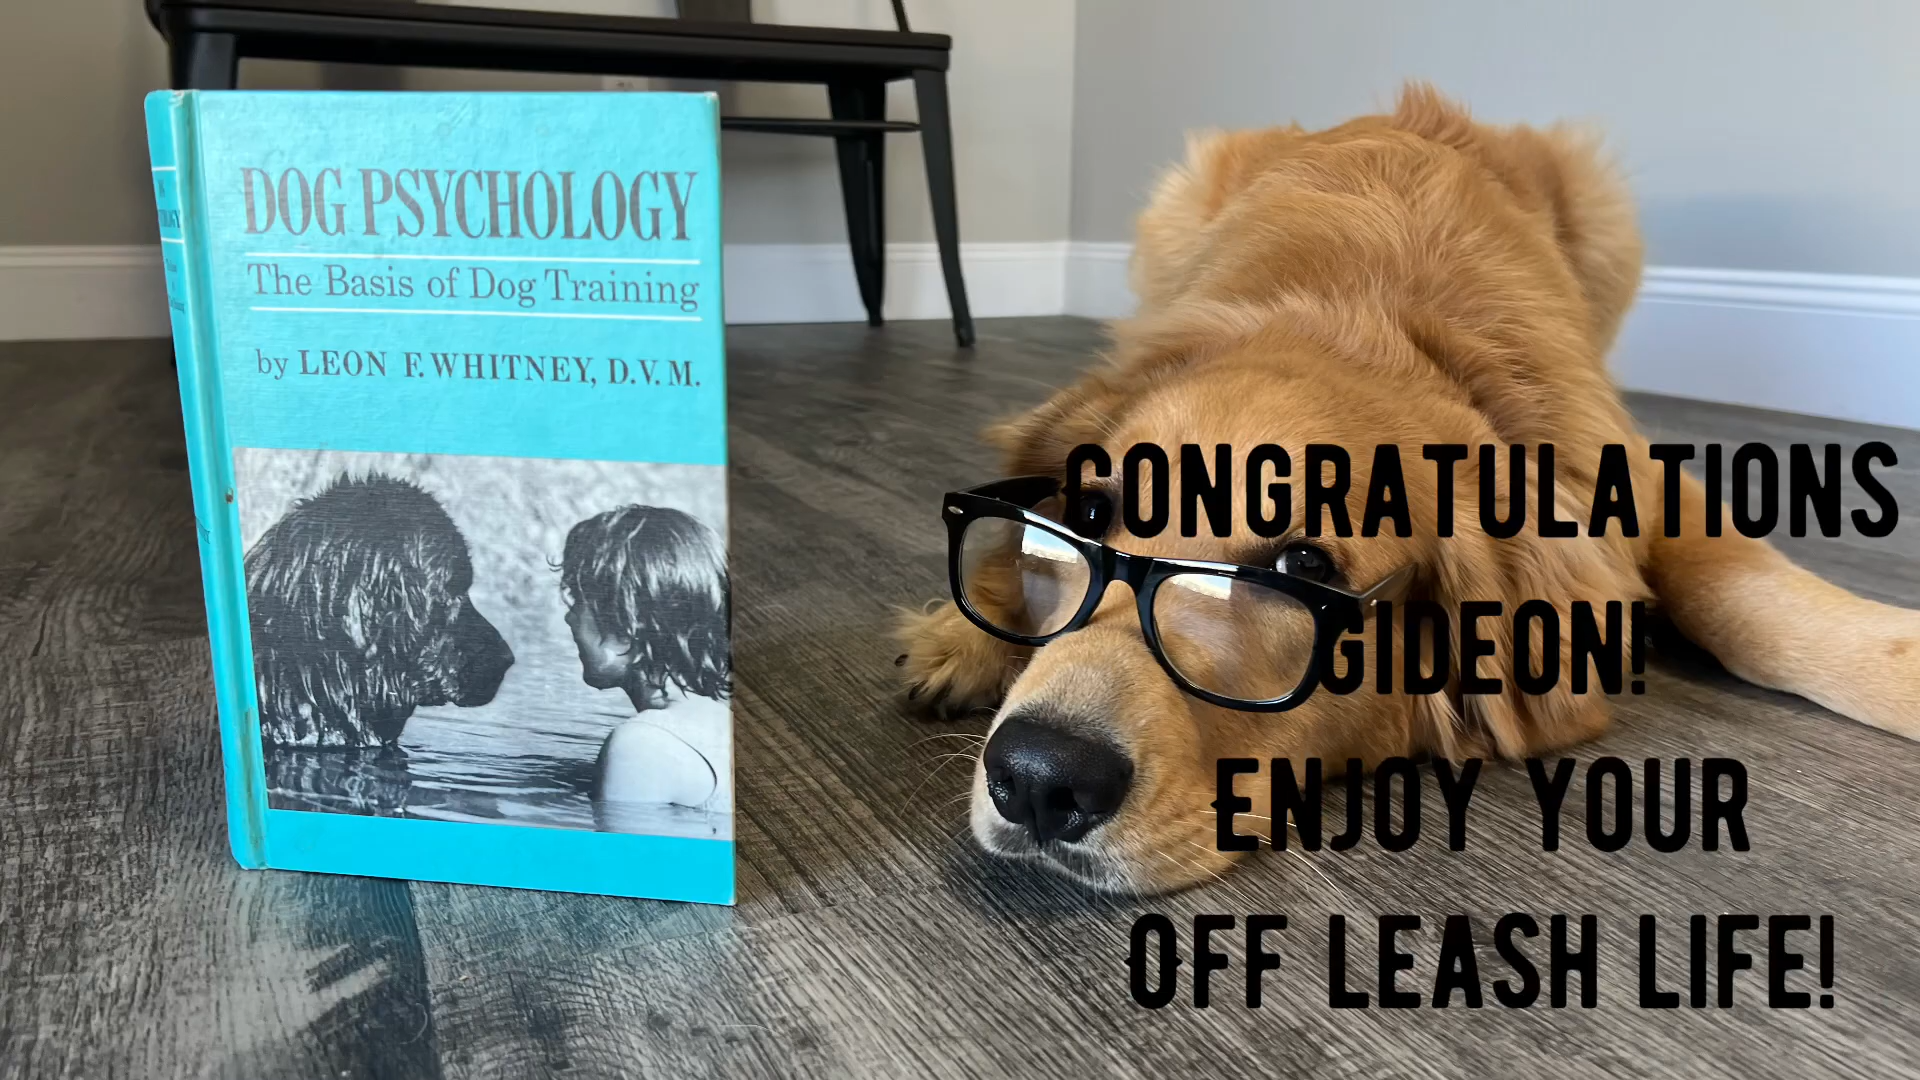 DOG PSYCHOLOGY
The Basis of Dog Training
by LEON F. WHITNEY, D.V.M.
CONGRATULATIONS
GIDEON!
ENJOY YOUR
OFF LEASH LIFE!